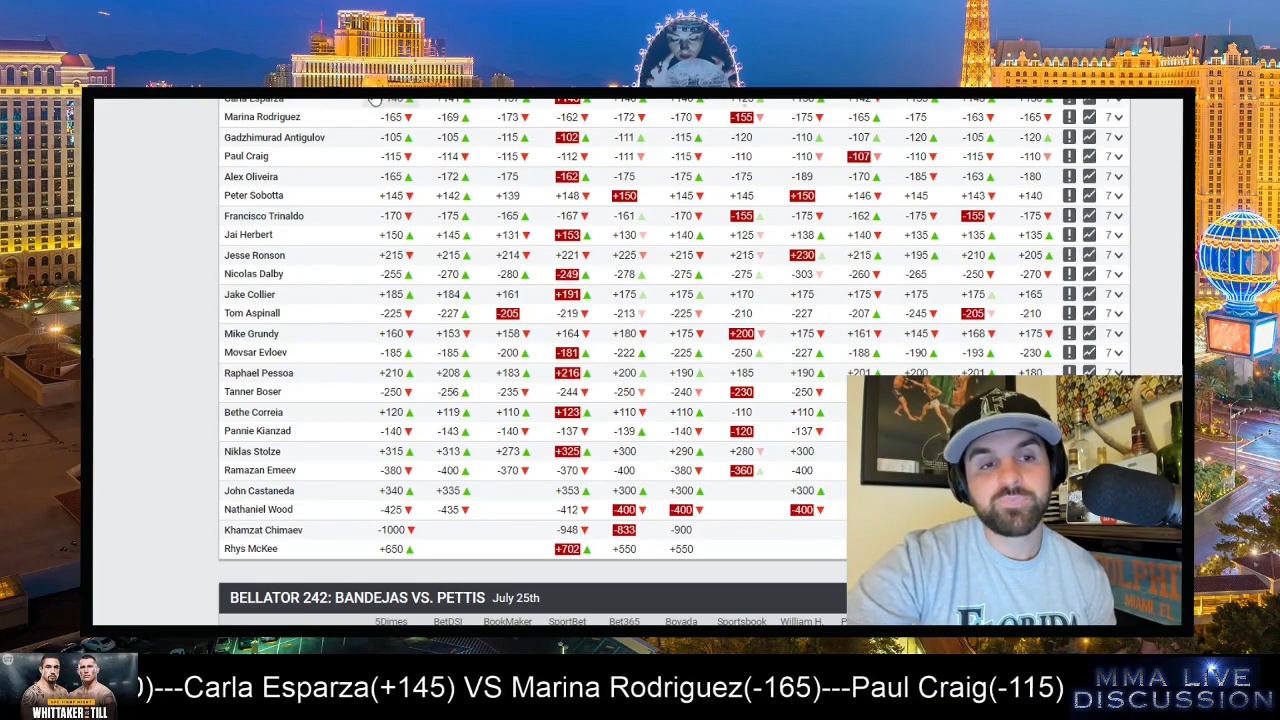 Carla Esparza
Marina Rodriguez -165 -169 -173 -162 -172 -170 -155 -175 -165 -175 -163 -165 7
Gadzhimurad Antigulov -105 -105 -115 -102 -111 -115 -120 -110 -107 -120 -105 -120 7
Paul Craig -115 -114 -115 -112 -111 -115 -110 -110 -107 -110 -115 -110 7
Alex Oliveira -165 -172 -175 -162 -175 -175 -175 -189 -170 -185 -163 -180 7
Peter Sobotta +145 +142 +139 +148 +150 +145 +145 +150 +146 +145 +143 +140 7
Francisco Trinaldo -170 -175 -165 -167 -161 -170 -155 -175 -162 -175 -155 -175 7
Jai Herbert +150 +145 +131 +153 +130 +140 +125 +138 +140 +135 +135 +135 7
Jesse Ronson +215 +215 +214 +221 +225 +215 +215 +230 +215 +195 +210 +205 7
Nicolas Dalby -255 -270 -280 -249 -278 -275 -275 -303 -260 -265 -250 -270 7
Jake Collier +185 +184 +161 +191 +175 +175 +170 +175 +175 +175 +175 +165 7
Tom Aspinall -225 -227 -205 -219 -213 -225 -210 -227 -207 -245 -205 -210 7
Mike Grundy +160 +153 +158 +164 +180 +175 +200 +175 +161 +145 +168 +175 7
Movsar Evloev -185 -185 -200 -181 -222 -225 -250 -227 -188 -190 -193 -230 7
Raphael Pessoa +210 +208 +183 +216 +200 +190 +185 +190 +201 +200 +201 +180 7
Tanner Boser -250 -256 -235 -244 -250 -240 -230 -250
Bethe Correia +120 +119 +110 +123 +110 +110 -110 +110
Pannie Kianzad -140 -143 -140 -137 -139 -140 -120 -137
Niklas Stolze +315 +313 +273 +325 +300 +290 +280 +300
Ramazan Emeev -380 -400 -370 -370 -400 -380 -360 -400
John Castaneda +340 +335 +353 +300 +300 +300
Nathaniel Wood -425 -435 -412 -400 -400 -400
Khamzat Chimaev -1000 -948 -833 -900
Rhys McKee +650 +702 +550 +550
BELLATOR 242: BANDEJAS VS. PETTIS July 25th
5Dimes BetDSI BookMaker SportBet Bet365 Bovada Sportsbook William H.
FLORIDA
DOLPHI
MIAMI, FL
WHITTAKER TILL
)---Carla Esparza(+145) VS Marina Rodriguez(-165)---Paul Craig(-115)
MMA LIVE
DISCUSSION